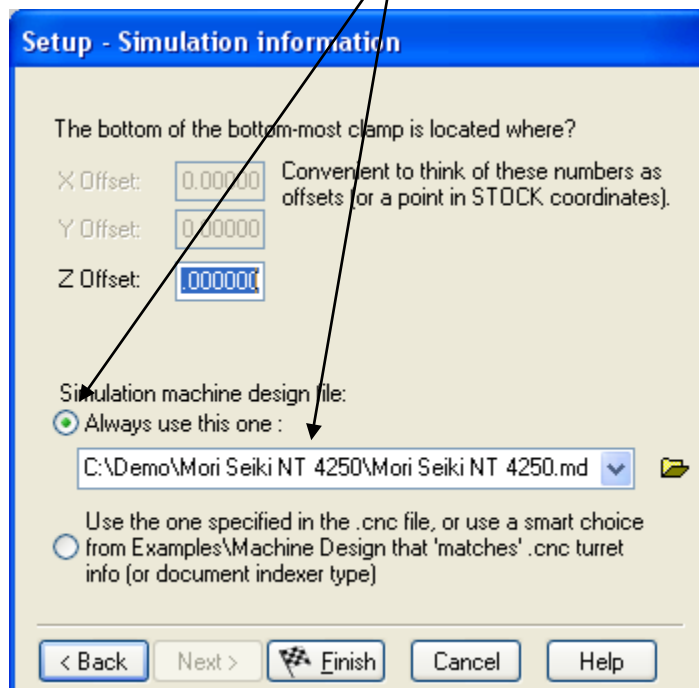 Setup - Simulation information
The bottom of the bottom-most clamp is located where?
X Offset: 0.00000 Convenient to think of these numbers as
offsets (or a point in STOCK coordinates).
Y Offset: 0.00000
Z Offset: .000000
Simulation machine design file:
Always use this one :
C:\Demo\Mori Seiki NT 4250\Mori Seiki NT 4250.md
Use the one specified in the .cnc file, or use a smart choice
from Examples\Machine Design that 'matches' .cnc turret
info (or document indexer type)
< Back Next > Finish Cancel Help